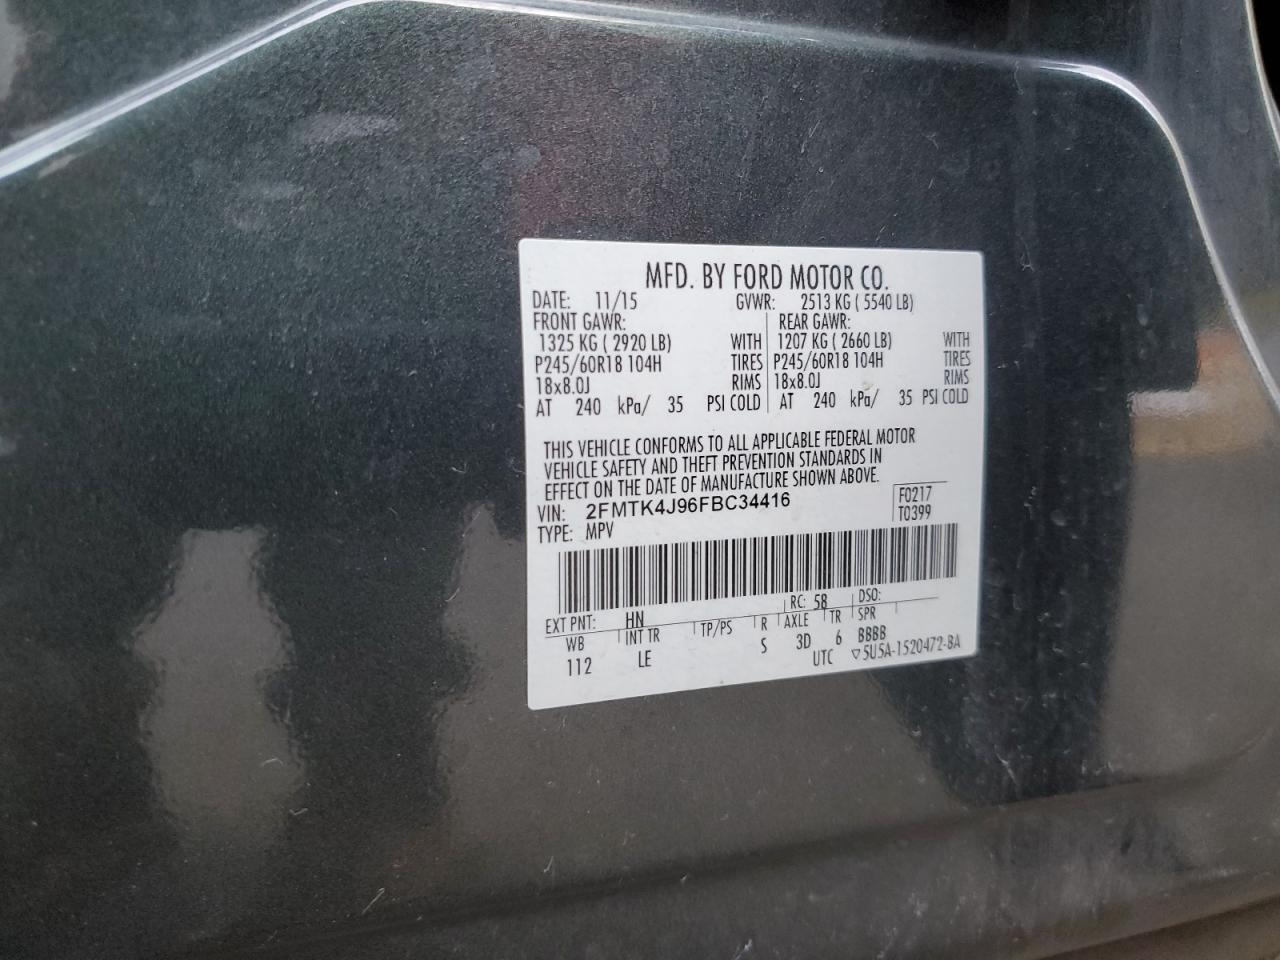 MFD. BY FORD MOTOR CO.
DATE: 11/15 GVWR: 2513 KG ( 5540 LB)
FRONT GAWR: REAR GAWR:
1325 KG ( 2920 LB) WITH 1207 KG ( 2660 LB) WITH
P245/60R18 104H TIRES P245/60R18 104H TIRES
18x8.0J RIMS 18x8.0J RIMS
AT 240 kPa/ 35 PSI COLD AT 240 kPa/ 35 PSI COLD
THIS VEHICLE CONFORMS TO ALL APPLICABLE FEDERAL MOTOR
VEHICLE SAFETY AND THEFT PREVENTION STANDARDS IN
EFFECT ON THE DATE OF MANUFACTURE SHOWN ABOVE.
VIN: 2FMTK4J96FBC34416 F0217
TYPE: MPV T0399
EXT PNT: HN RC: 58 DSO:
WB INT TR TP/PS R AXLE TR SPR
112 LE S 3D 6 BBBB
UTC ▽5U5A-1520472-BA